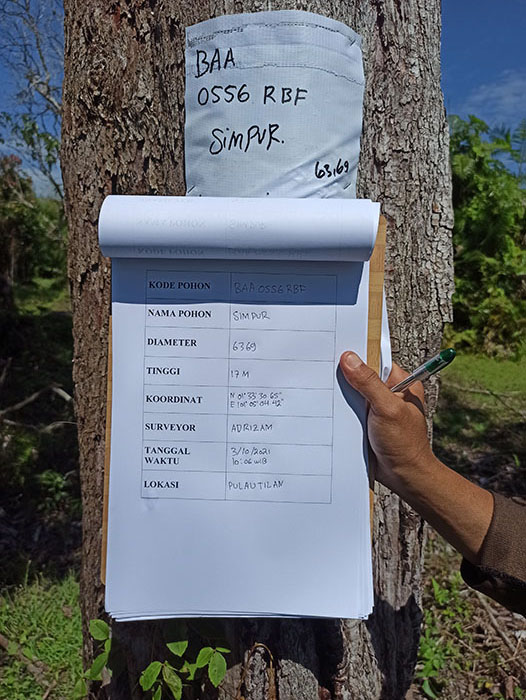 BAA
0556 RBF
SIMPUR.
63,69
KODE POHON BAA 0556 RBF
NAMA POHON SIMPUR
DIAMETER 63,69
TINGGI 17 M
KOORDINAT N 01° 33' 30.65"
E 101° 05' 04.42"
SURVEYOR ADRIZAM
TANGGAL 3/10/2021
WAKTU 10:06 WIB
LOKASI PULAU TILAN